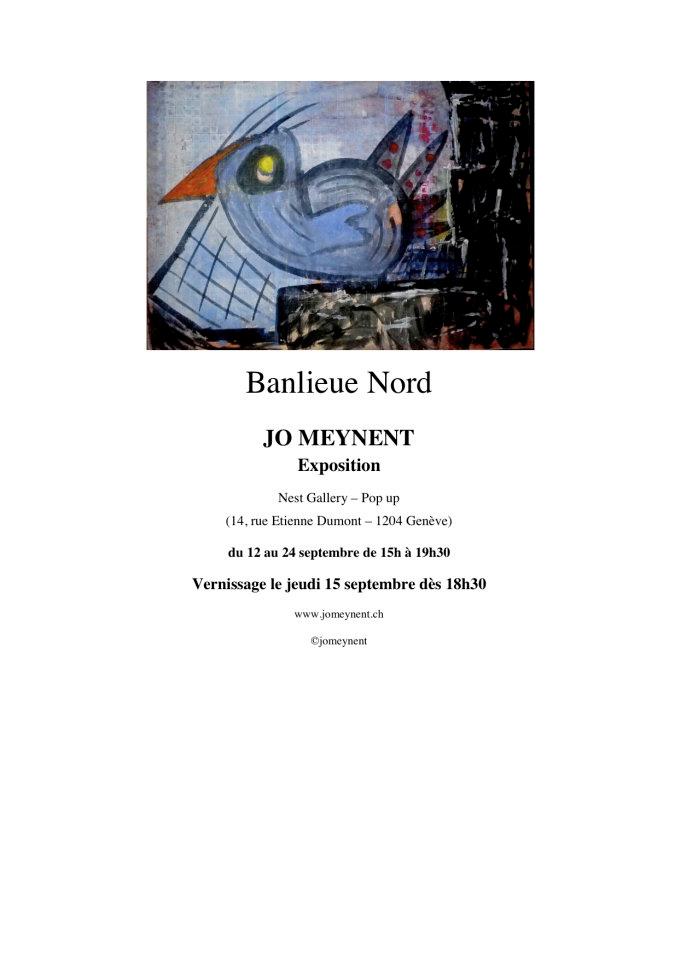 Banlieue Nord
JO MEYNENT
Exposition
Nest Gallery – Pop up
(14, rue Etienne Dumont – 1204 Genève)
du 12 au 24 septembre de 15h à 19h30
Vernissage le jeudi 15 septembre dès 18h30
www.jomeynent.ch
©jomeynent